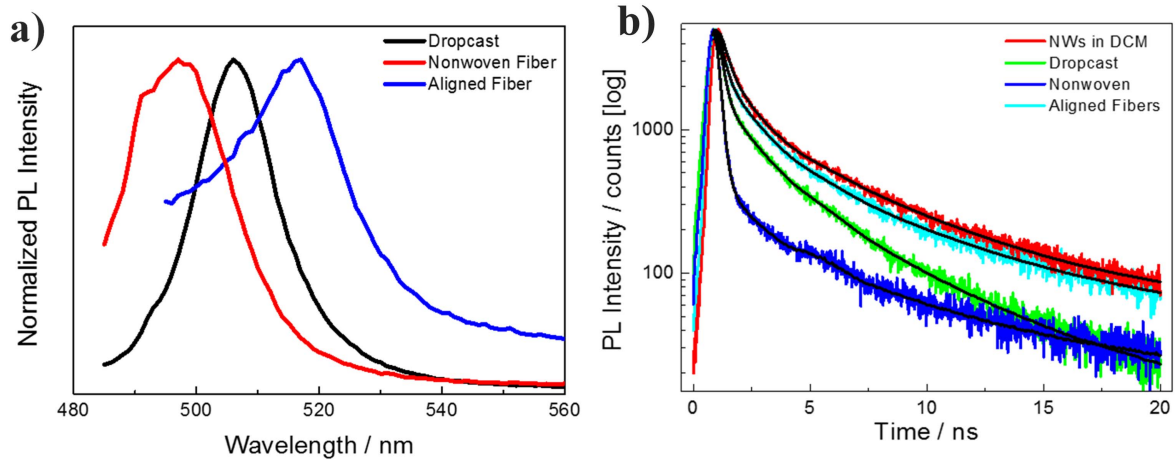 a)
Normalized PL Intensity
Dropcast
Nonwoven Fiber
Aligned Fiber
480 500 520 540 560
Wavelength / nm
b)
PL Intensity / counts [log]
NWs in DCM
Dropcast
Nonwoven
Aligned Fibers
1000
100
0 5 10 15 20
Time / ns